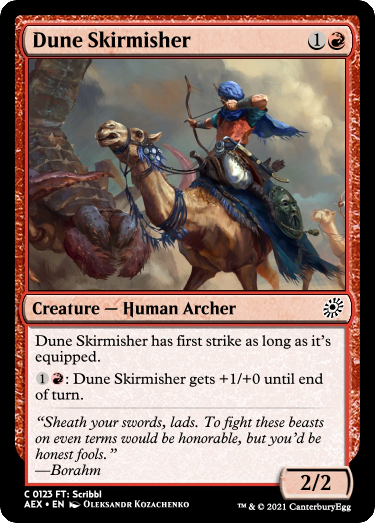 Dune Skirmisher 1
Creature — Human Archer
Dune Skirmisher has first strike as long as it's
equipped.
1: Dune Skirmisher gets +1/+0 until end
of turn.
“Sheath your swords, lads. To fight these beasts
on even terms would be honorable, but you'd be
honest fools.”
—Borahm
2/2
C 0123 FT: Scribbl
AEX • EN Oleksandr Kozachenko
™ & © 2021 CanterburyEgg